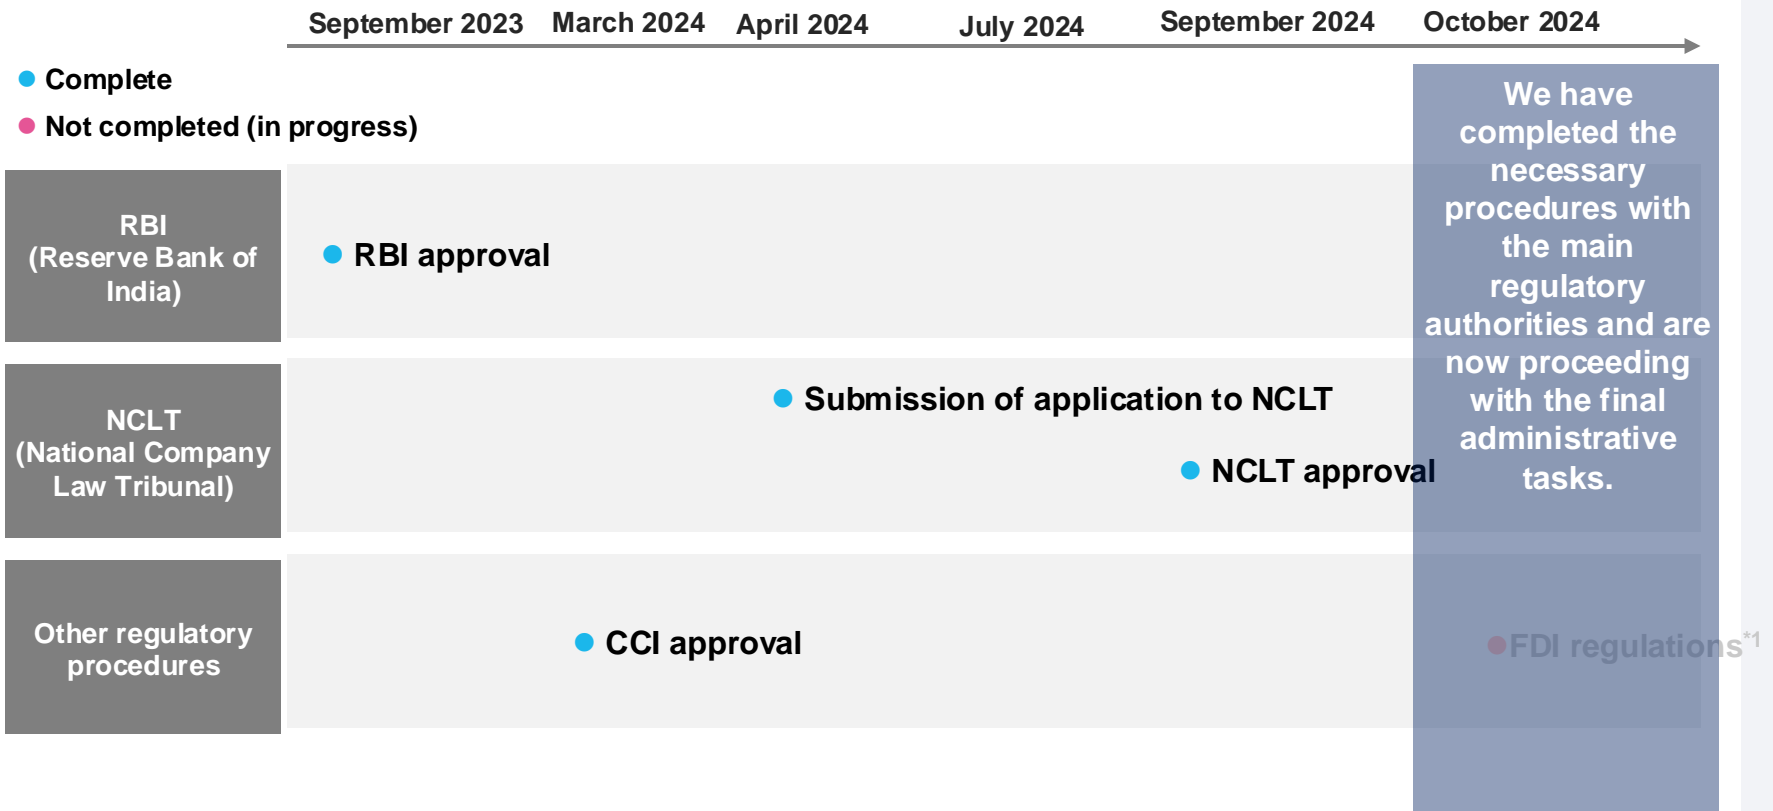 September 2023 March 2024 April 2024 July 2024 September 2024 October 2024
Complete
Not completed (in progress)
We have
completed the
necessary
procedures with
the main
regulatory
authorities and are
now proceeding
with the final
administrative
tasks.
RBI
(Reserve Bank of
India)
RBI approval
NCLT
(National Company
Law Tribunal)
Submission of application to NCLT
NCLT approval
Other regulatory
procedures
CCI approval
FDI regulations*1